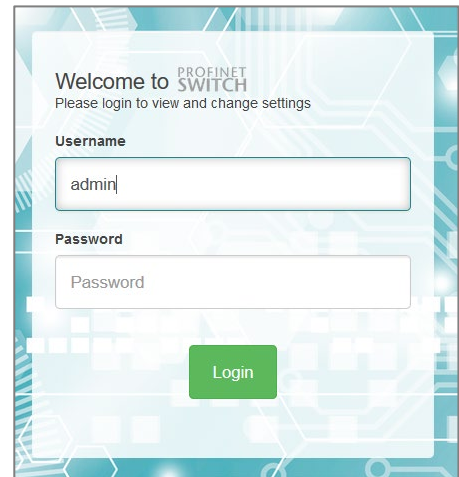 Welcome to PROFINET SWITCH
Please login to view and change settings
Username
admin
Password
Password
Login